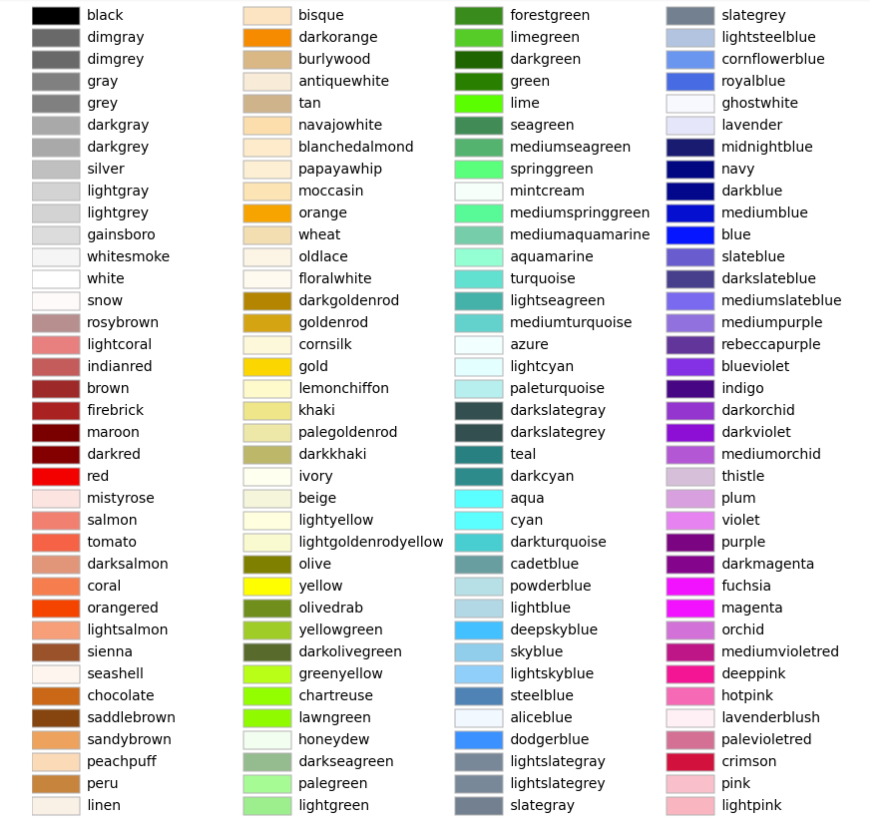 black
dimgray
dimgrey
gray
grey
darkgray
darkgrey
silver
lightgray
lightgrey
gainsboro
whitesmoke
white
snow
rosybrown
lightcoral
indianred
brown
firebrick
maroon
darkred
red
mistyrose
salmon
tomato
darksalmon
coral
orangered
lightsalmon
sienna
seashell
chocolate
saddlebrown
sandybrown
peachpuff
peru
linen
bisque
darkorange
burlywood
antiquewhite
tan
navajowhite
blanchedalmond
papayawhip
moccasin
orange
wheat
oldlace
floralwhite
darkgoldenrod
goldenrod
cornsilk
gold
lemonchiffon
khaki
palegoldenrod
darkkhaki
ivory
beige
lightyellow
lightgoldenrodyellow
olive
yellow
olivedrab
yellowgreen
darkolivegreen
greenyellow
chartreuse
lawngreen
honeydew
darkseagreen
palegreen
lightgreen
forestgreen
limegreen
darkgreen
green
lime
seagreen
mediumseagreen
springgreen
mintcream
mediumspringgreen
mediumaquamarine
aquamarine
turquoise
lightseagreen
mediumturquoise
azure
lightcyan
paleturquoise
darkslategray
darkslategrey
teal
darkcyan
aqua
cyan
darkturquoise
cadetblue
powderblue
lightblue
deepskyblue
skyblue
lightskyblue
steelblue
aliceblue
dodgerblue
lightslategray
lightslategrey
slategray
slategrey
lightsteelblue
cornflowerblue
royalblue
ghostwhite
lavender
midnightblue
navy
darkblue
mediumblue
blue
slateblue
darkslateblue
mediumslateblue
mediumpurple
rebeccapurple
blueviolet
indigo
darkorchid
darkviolet
mediumorchid
thistle
plum
violet
purple
darkmagenta
fuchsia
magenta
orchid
mediumvioletred
deeppink
hotpink
lavenderblush
palevioletred
crimson
pink
lightpink